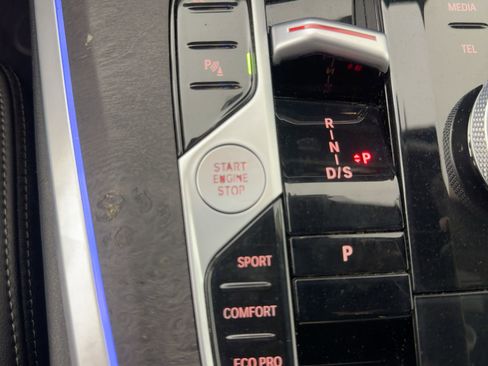 MEDIA
TEL
P
START
ENGINE
STOP
R
N
D/S
P
P
SPORT
COMFORT
ECO PRO